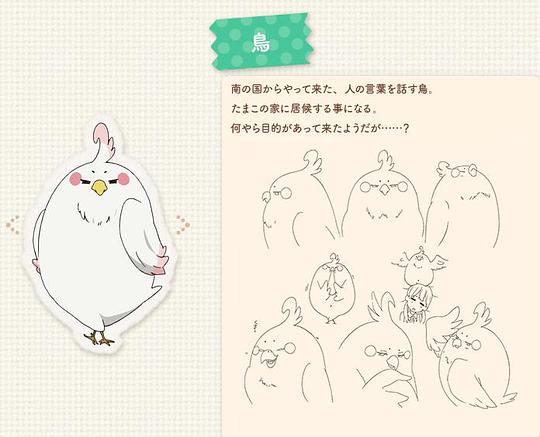 鳥
南の国からやって来た、人の言葉を話す鳥。
たまこの家に居候する事になる。
何やら目的があって来たようだが……？